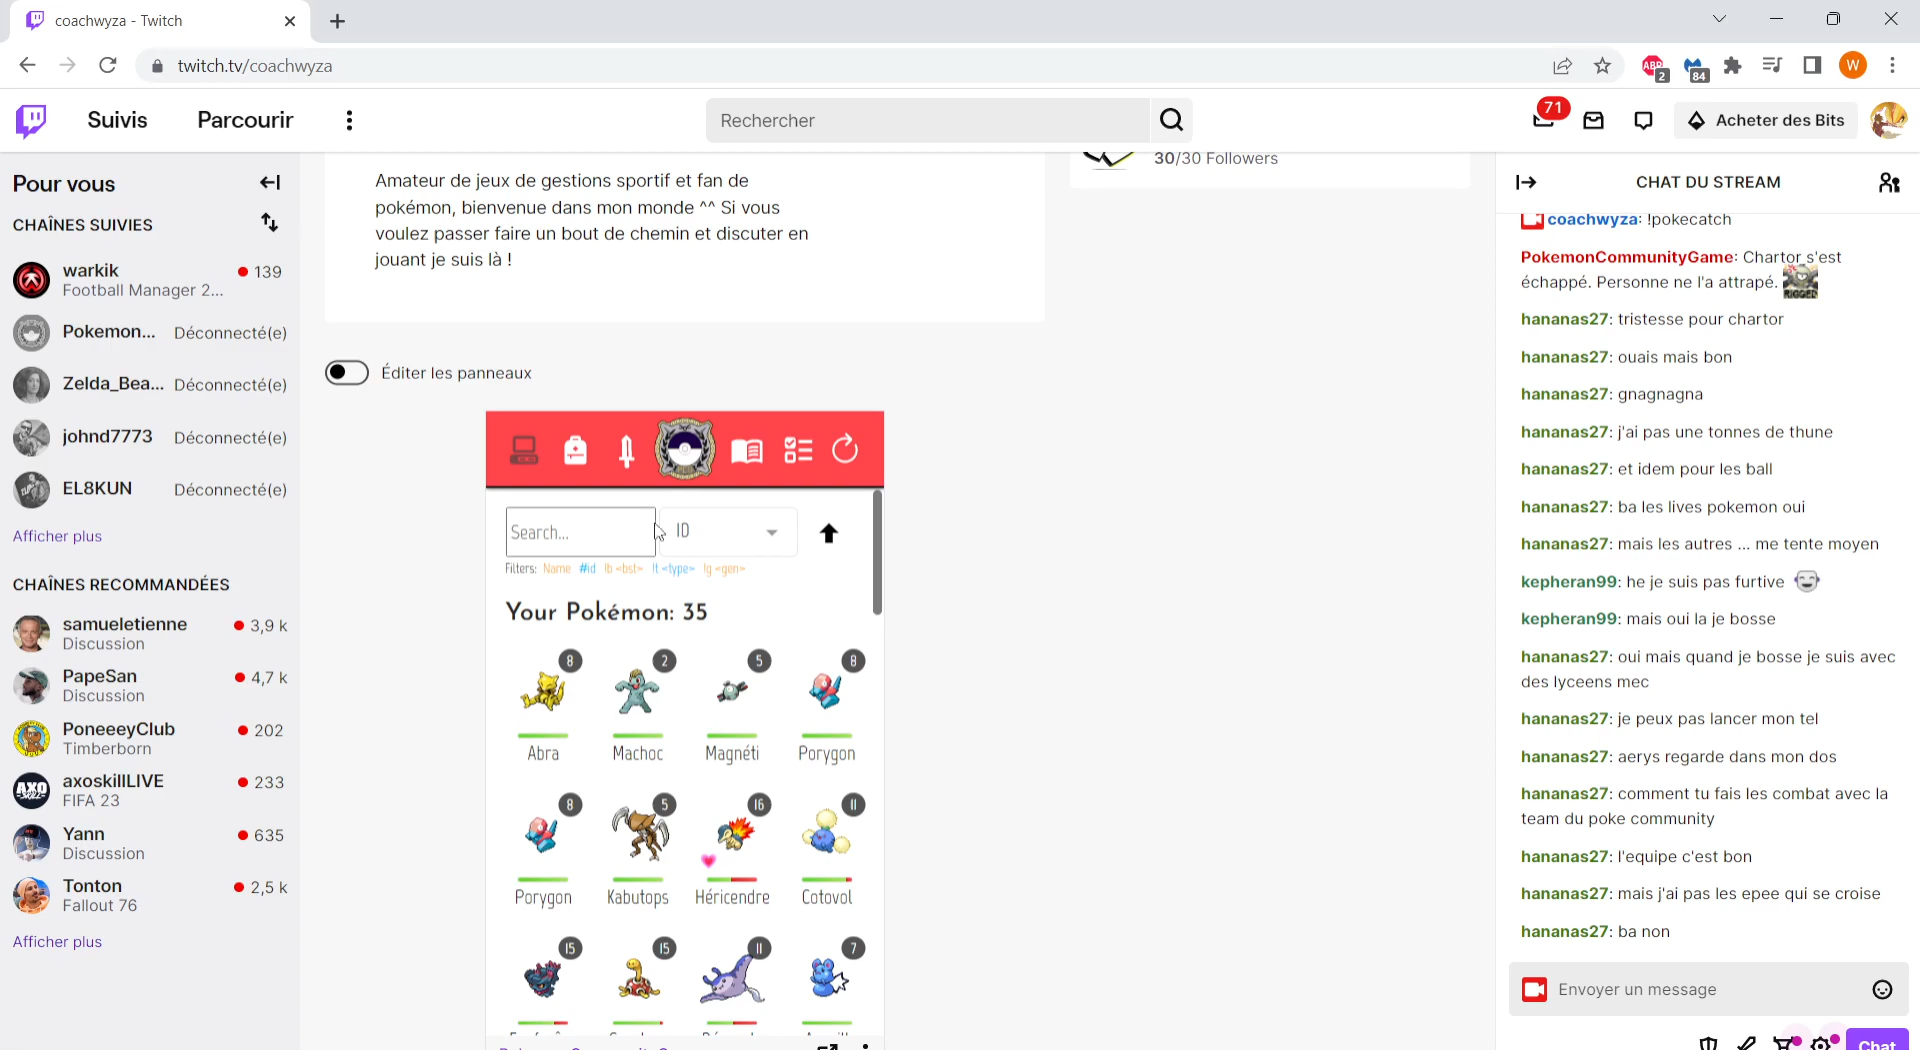 coachwyza - Twitch
twitch.tv/coachwyza
ABP
2
84
W
Suivis
Parcourir
Rechercher
71
Acheter des Bits
Pour vous
CHAÎNES SUIVIES
warkik
139
Football Manager 2...
Pokemon...
Déconnecté(e)
Zelda_Bea...
Déconnecté(e)
johnd7773
Déconnecté(e)
EL8KUN
Déconnecté(e)
Afficher plus
CHAÎNES RECOMMANDÉES
samueletienne
3,9 k
Discussion
PapeSan
4,7 k
Discussion
PoneeeyClub
202
Timberborn
axoskillLIVE
233
FIFA 23
Yann
635
Discussion
Tonton
2,5 k
Fallout 76
Afficher plus
Amateur de jeux de gestions sportif et fan de
pokémon, bienvenue dans mon monde ^^ Si vous
voulez passer faire un bout de chemin et discuter en
jouant je suis là !
30/30 Followers
Éditer les panneaux
Search...
ID
Filters: Name #id !b <bst> !t <type> !g <gen>
Your Pokémon: 35
8
2
5
8
Abra
Machoc
Magnéti
Porygon
8
5
16
11
Porygon
Kabutops
Héricendre
Cotovol
15
15
11
7
CHAT DU STREAM
coachwyza: !pokecatch
PokemonCommunityGame: Chartor s'est
échappé. Personne ne l'a attrapé.
RIGGED
hananas27: tristesse pour chartor
hananas27: ouais mais bon
hananas27: gnagnagna
hananas27: j'ai pas une tonnes de thune
hananas27: et idem pour les ball
hananas27: ba les lives pokemon oui
hananas27: mais les autres ... me tente moyen
kepheran99: he je suis pas furtive
kepheran99: mais oui la je bosse
hananas27: oui mais quand je bosse je suis avec
des lyceens mec
hananas27: je peux pas lancer mon tel
hananas27: aerys regarde dans mon dos
hananas27: comment tu fais les combat avec la
team du poke community
hananas27: l'equipe c'est bon
hananas27: mais j'ai pas les epee qui se croise
hananas27: ba non
Envoyer un message
Chat